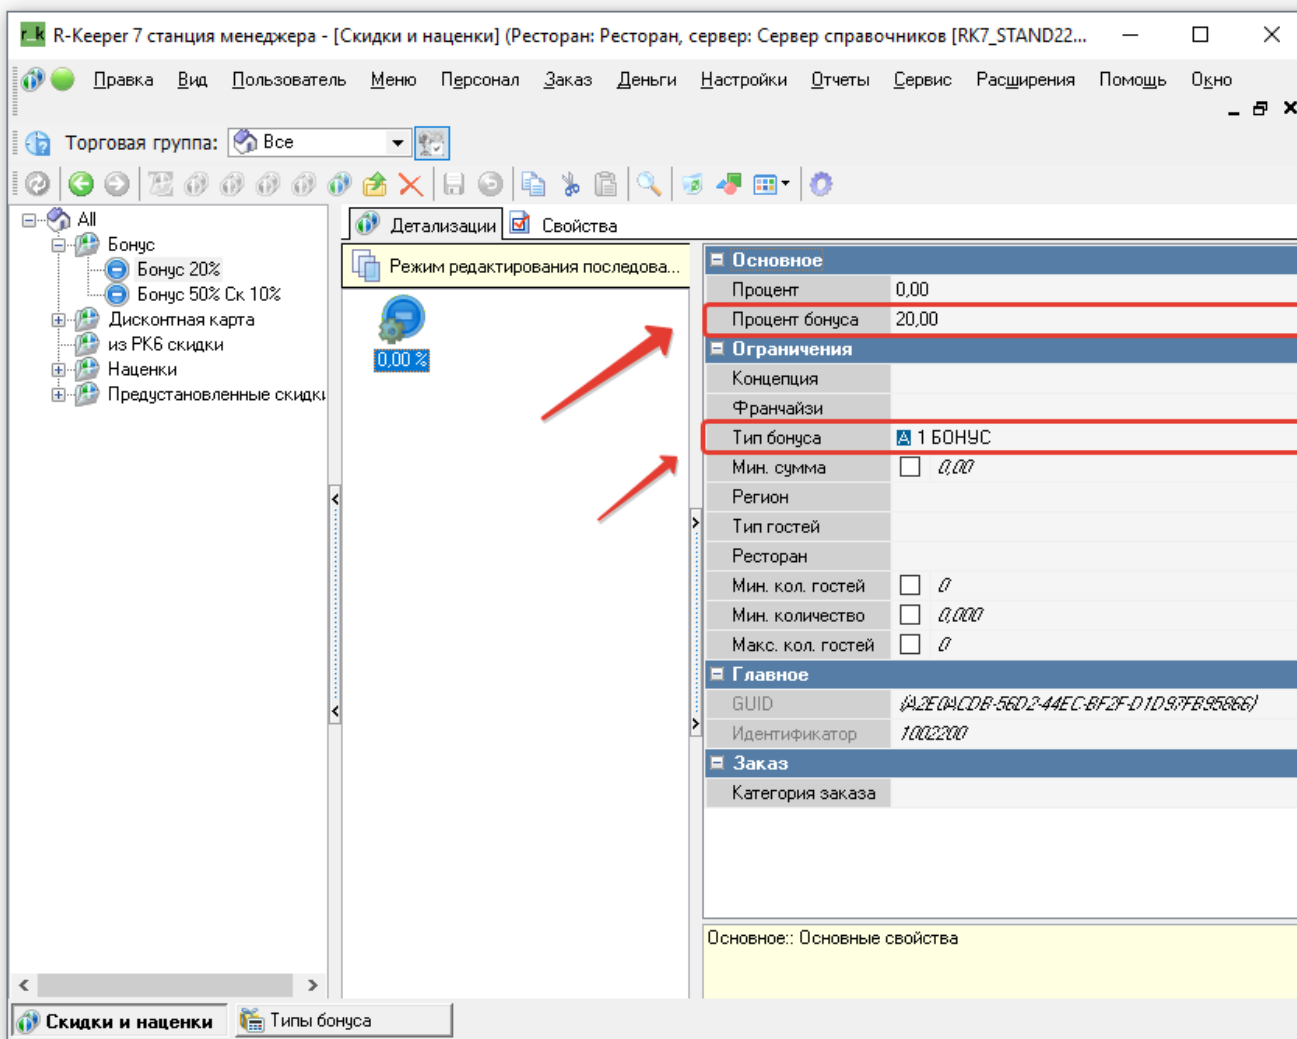 r_k R-Keeper 7 станция менеджера - [Скидки и наценки] (Ресторан: Ресторан, сервер: Сервер справочников [RK7_STAND22...
Правка Вид Пользователь Меню Персонал Заказ Деньги Настройки Отчеты Сервис Расширения Помощь Окно
Торговая группа: Все
All
Бонус
Бонус 20%
Бонус 50% Ск 10%
Дисконтная карта
из РК6 скидки
Наценки
Предустановленные скидки
Детализации Свойства
Режим редактирования последова...
0,00 %
Основное
Процент 0,00
Процент бонуса 20,00
Ограничения
Концепция
Франчайзи
Тип бонуса A 1 БОНУС
Мин. сумма 0,00
Регион
Тип гостей
Ресторан
Мин. кол. гостей 0
Мин. количество 0,000
Макс. кол. гостей 0
Главное
GUID {A2E0ACDB-56D2-44EC-BF2F-D1D97FB95866}
Идентификатор 1002200
Заказ
Категория заказа
Основное:: Основные свойства
Скидки и наценки Типы бонуса